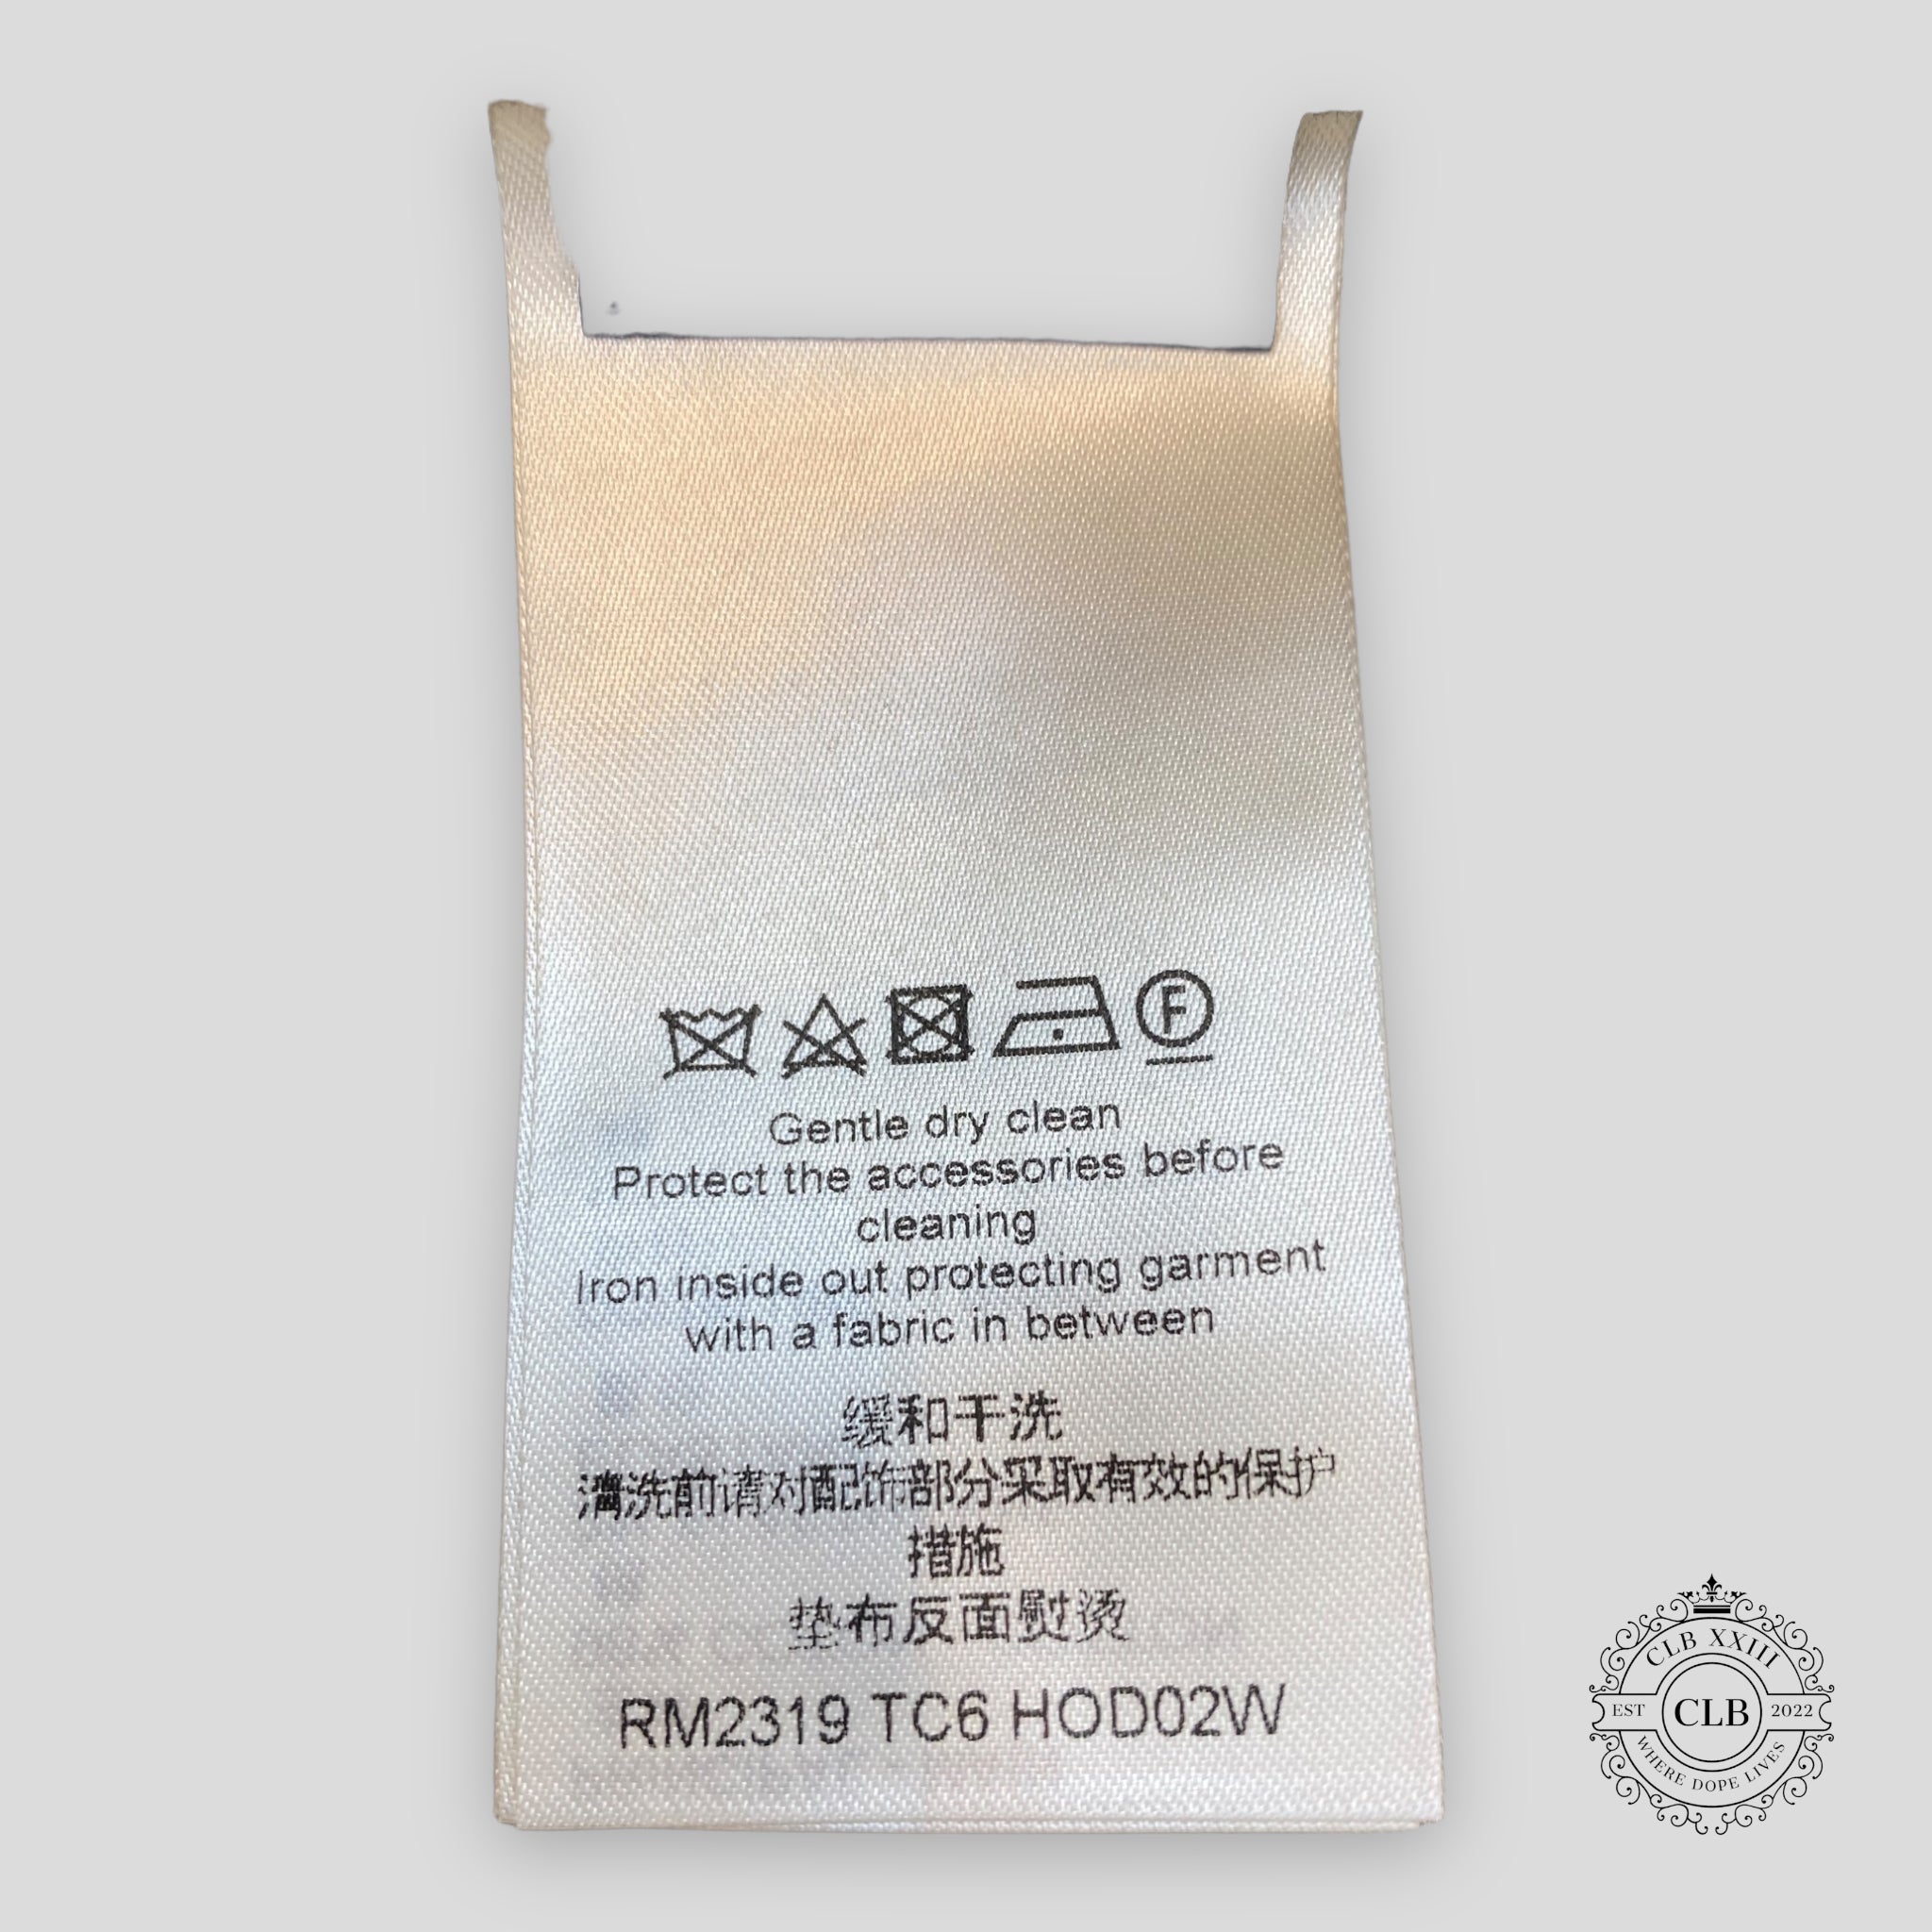 F
Gentle dry clean
Protect the accessories before
cleaning
Iron inside out protecting garment
with a fabric in between
缓和干洗
清洗前请对配饰部分采取有效的保护
措施
垫布反面熨烫
RM2319 TC6 HOD02W
CLB XXIII
EST CLB 2022
WHERE DOPE LIVES